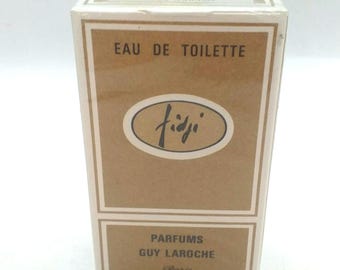 EAU DE TOILETTE
fidji
PARFUMS
GUY LAROCHE